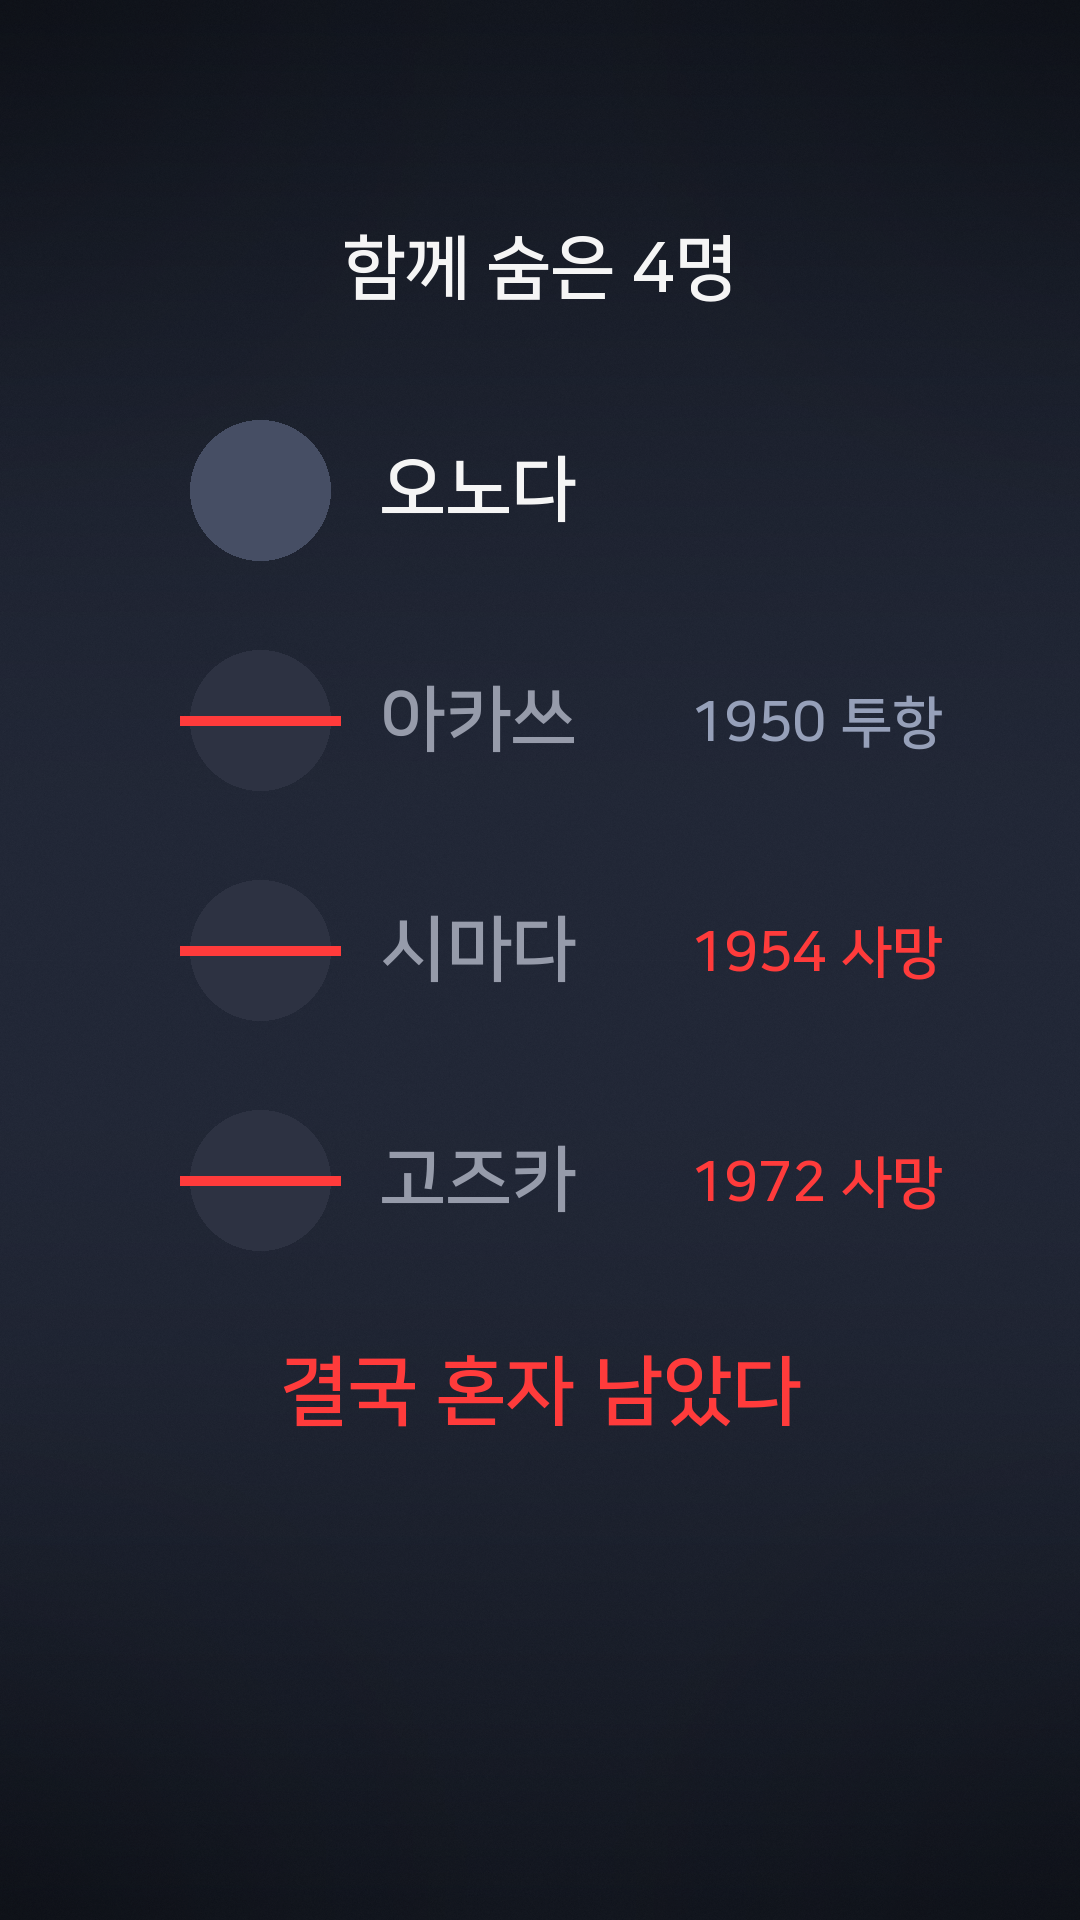 함께 숨은 4명
오노다
아카쓰 1950 투항
시마다 1954 사망
고즈카 1972 사망
결국 혼자 남았다